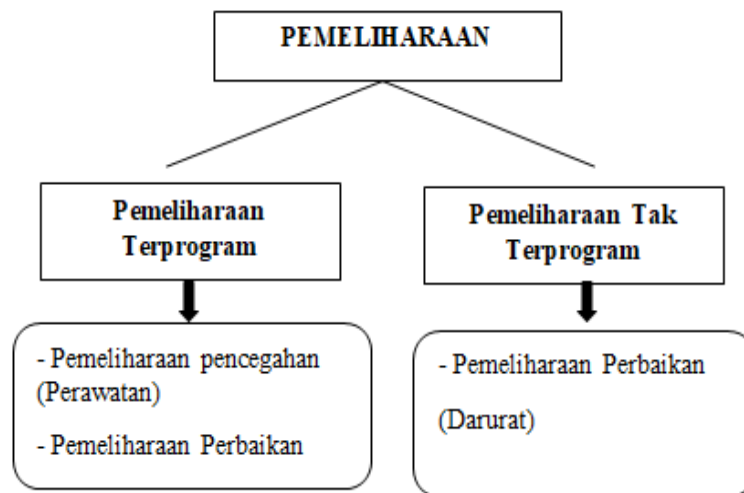 PEMELIHARAAN
Pemeliharaan
Terprogram
Pemeliharaan Tak
Terprogram
- Pemeliharaan pencegahan
(Perawatan)
- Pemeliharaan Perbaikan
- Pemeliharaan Perbaikan
(Darurat)